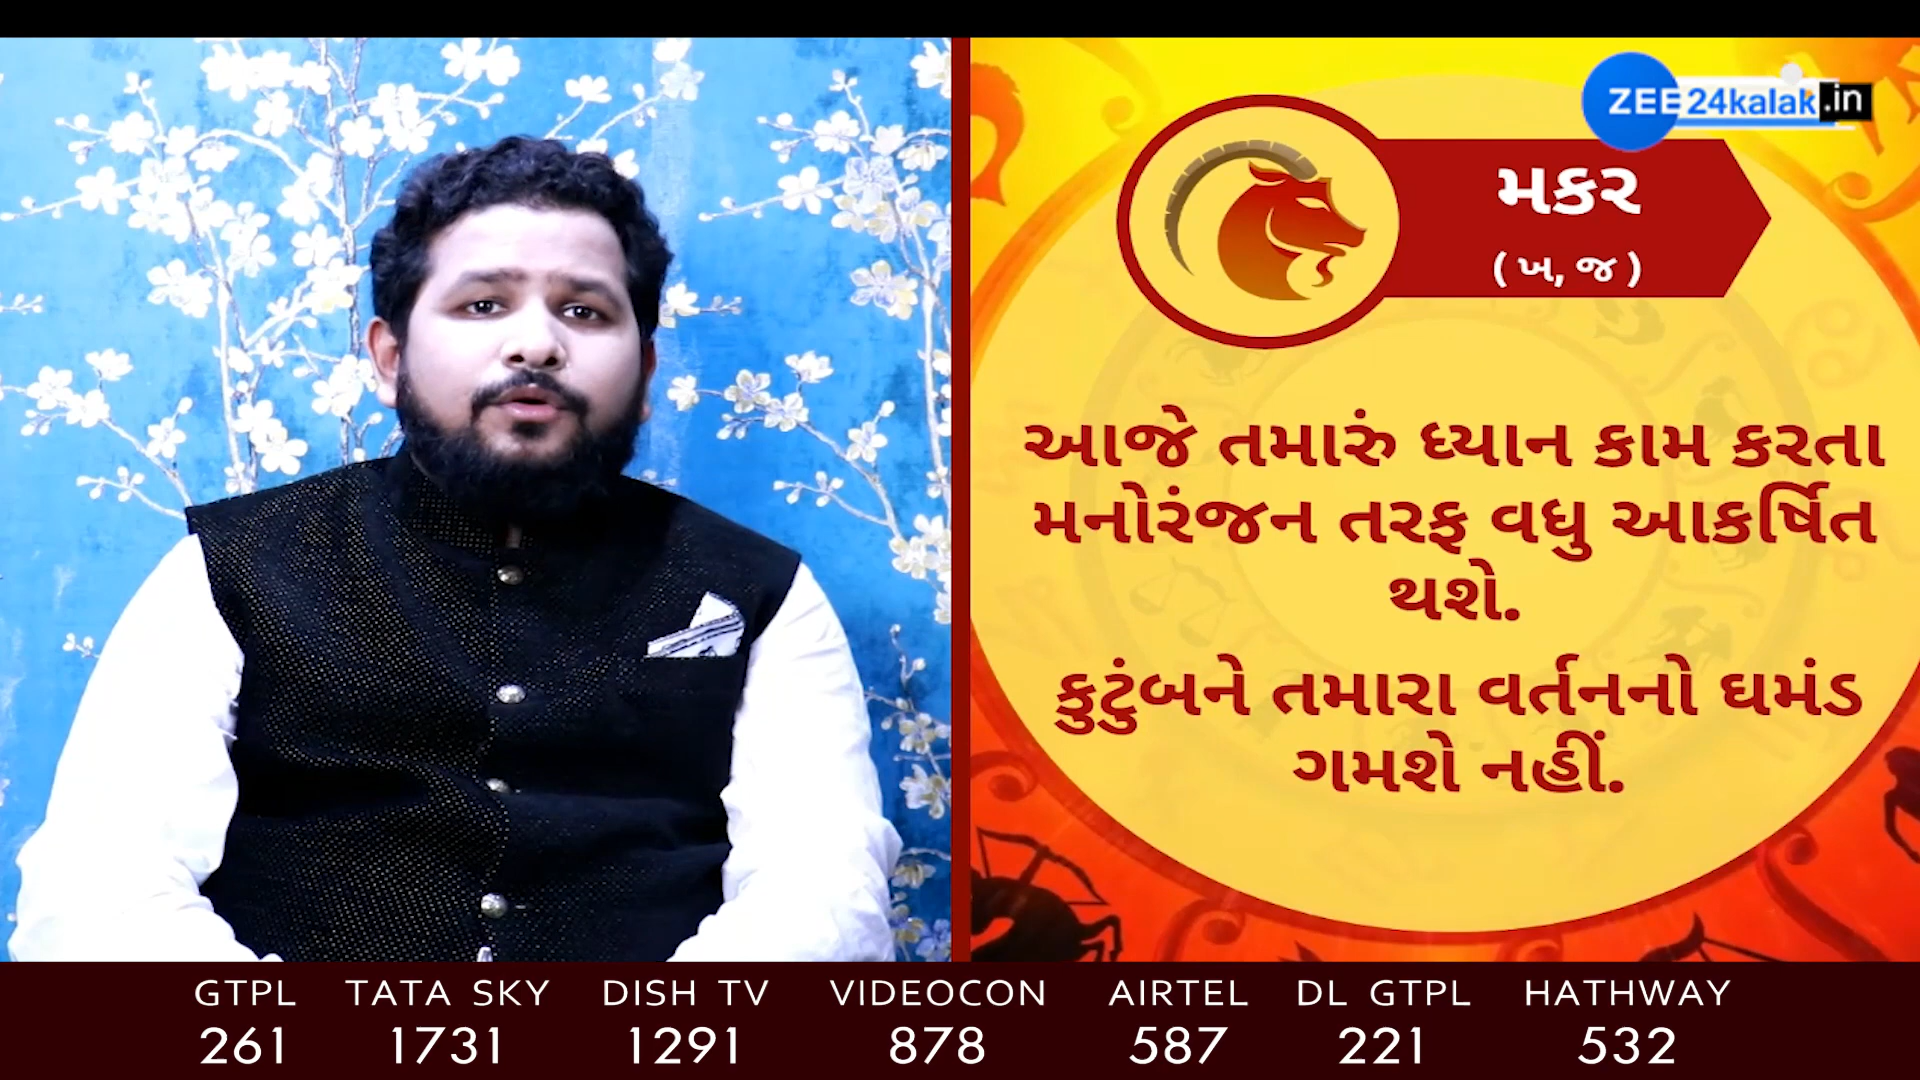 ZEE 24kalak.in
મકર
( ખ, જ )
આજે તમારું ધ્યાન કામ કરતા
મનોરંજન તરફ વધુ આકર્ષિત
થશે.
કુટુંબને તમારા વર્તનનો ઘમંડ
ગમશે નહીં.
GTPL TATA SKY DISH TV VIDEOCON AIRTEL DL GTPL HATHWAY
261 1731 1291 878 587 221 532